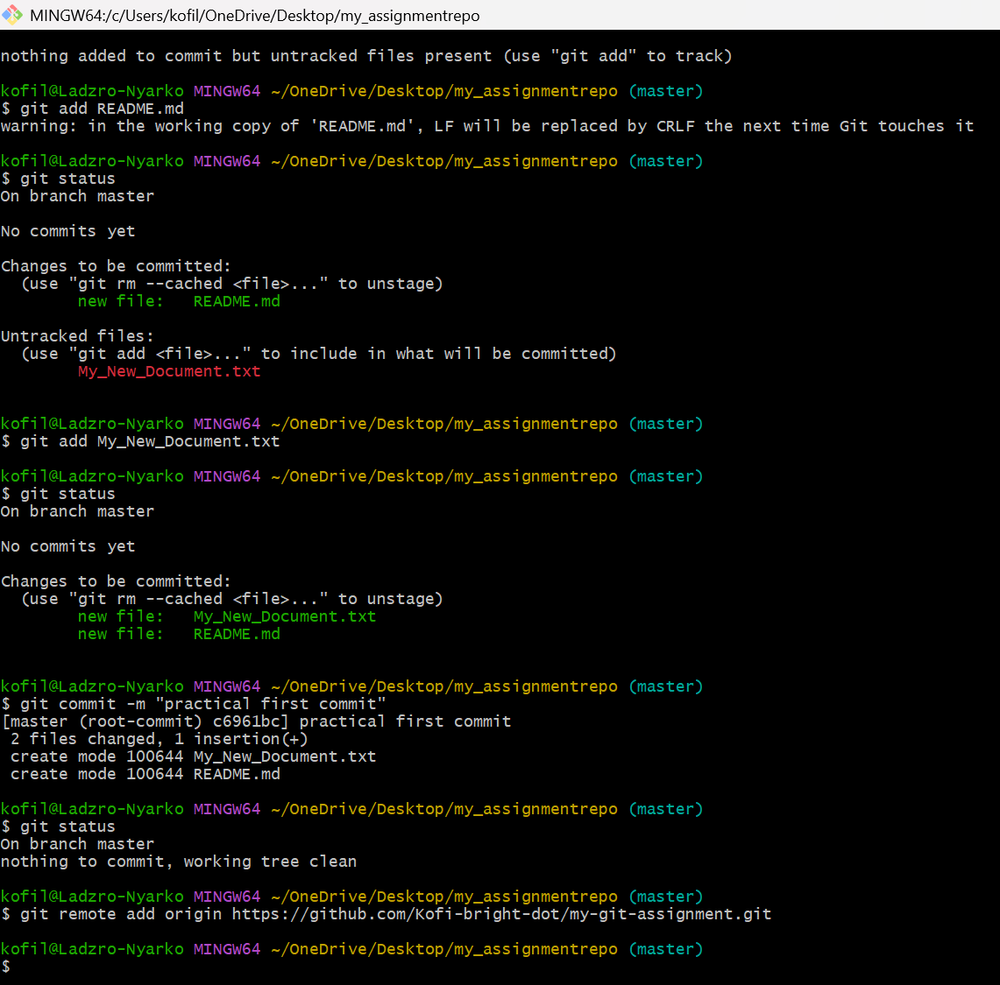 MINGW64:/c/Users/kofil/OneDrive/Desktop/my_assignmentrepo
nothing added to commit but untracked files present (use "git add" to track)
kofil@Ladzro-Nyarko MINGW64 ~/OneDrive/Desktop/my_assignmentrepo (master)
$ git add README.md
warning: in the working copy of 'README.md', LF will be replaced by CRLF the next time Git touches it
kofil@Ladzro-Nyarko MINGW64 ~/OneDrive/Desktop/my_assignmentrepo (master)
$ git status
On branch master
No commits yet
Changes to be committed:
  (use "git rm --cached <file>..." to unstage)
        new file:   README.md
Untracked files:
  (use "git add <file>..." to include in what will be committed)
        My_New_Document.txt
kofil@Ladzro-Nyarko MINGW64 ~/OneDrive/Desktop/my_assignmentrepo (master)
$ git add My_New_Document.txt
kofil@Ladzro-Nyarko MINGW64 ~/OneDrive/Desktop/my_assignmentrepo (master)
$ git status
On branch master
No commits yet
Changes to be committed:
  (use "git rm --cached <file>..." to unstage)
        new file:   My_New_Document.txt
        new file:   README.md
kofil@Ladzro-Nyarko MINGW64 ~/OneDrive/Desktop/my_assignmentrepo (master)
$ git commit -m "practical first commit"
[master (root-commit) c6961bc] practical first commit
 2 files changed, 1 insertion(+)
 create mode 100644 My_New_Document.txt
 create mode 100644 README.md
kofil@Ladzro-Nyarko MINGW64 ~/OneDrive/Desktop/my_assignmentrepo (master)
$ git status
On branch master
nothing to commit, working tree clean
kofil@Ladzro-Nyarko MINGW64 ~/OneDrive/Desktop/my_assignmentrepo (master)
$ git remote add origin https://github.com/Kofi-bright-dot/my-git-assignment.git
kofil@Ladzro-Nyarko MINGW64 ~/OneDrive/Desktop/my_assignmentrepo (master)
$